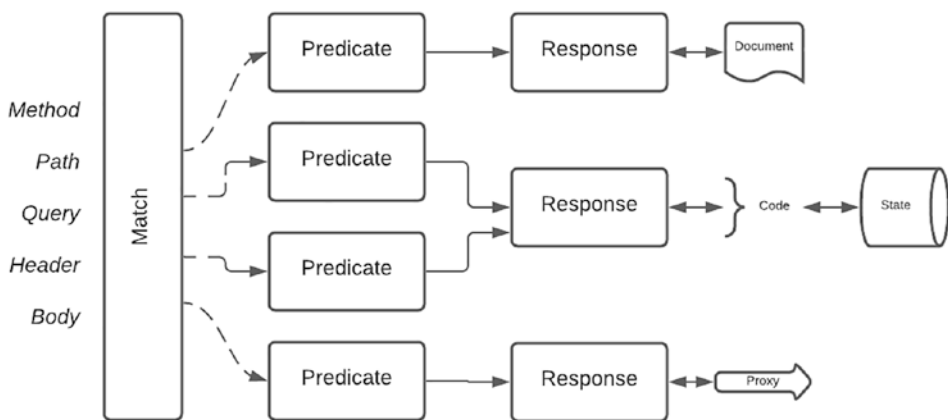 Method
Path
Query
Header
Body
Match
Predicate
Response
Document
Predicate
Predicate
Response
Code
State
Predicate
Response
Proxy